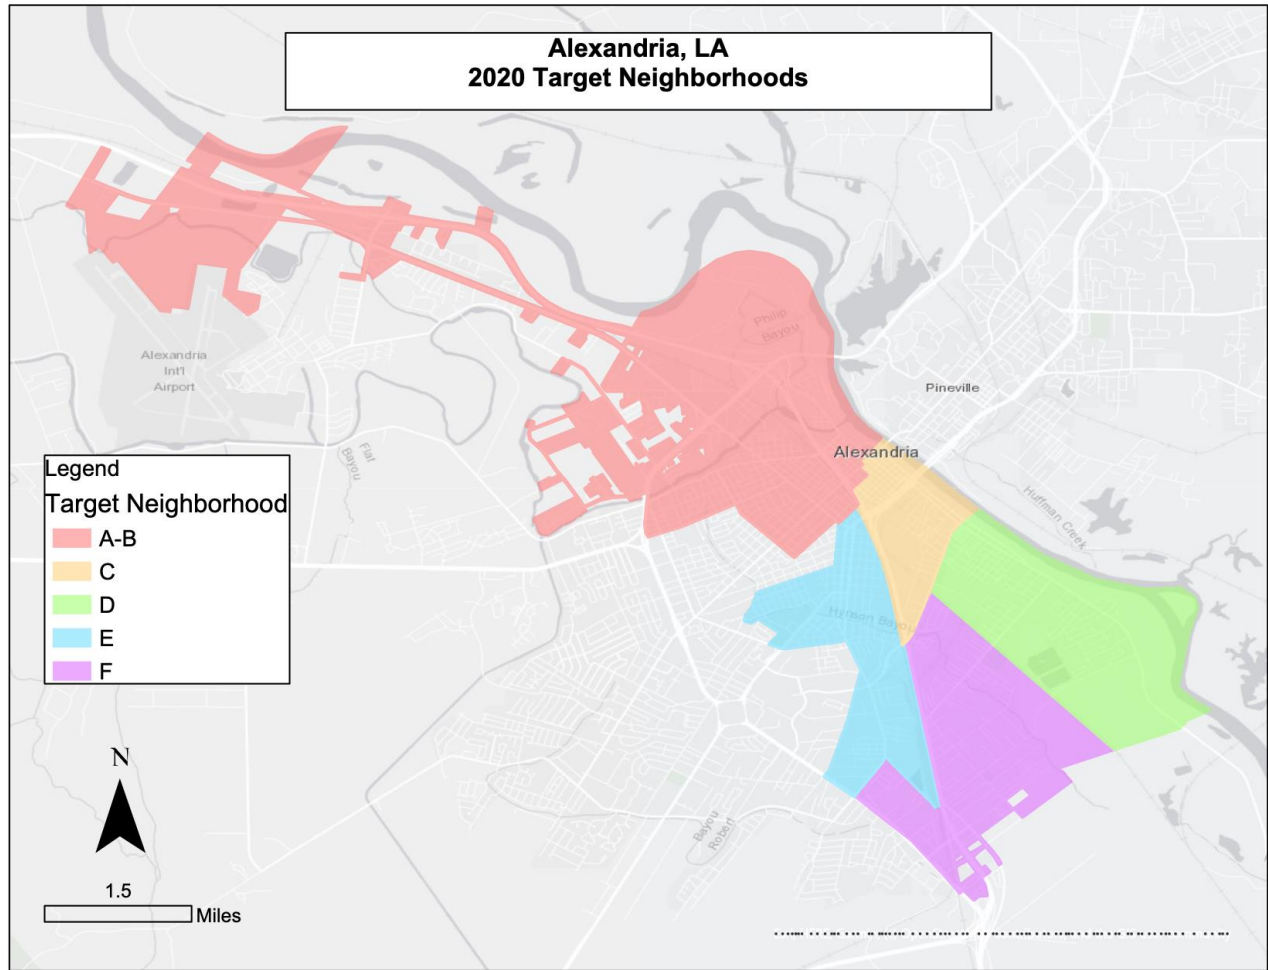 Alexandria, LA
2020 Target Neighborhoods
Philip
Bayou
Alexandria
Int'l
Airport
Pineville
Alexandria
Flat
Bayou
Huffman Creek
Legend
Target Neighborhood
A-B
C
D
E
F
Hynson Bayou
N
Bayou
Robert
1.5
Miles